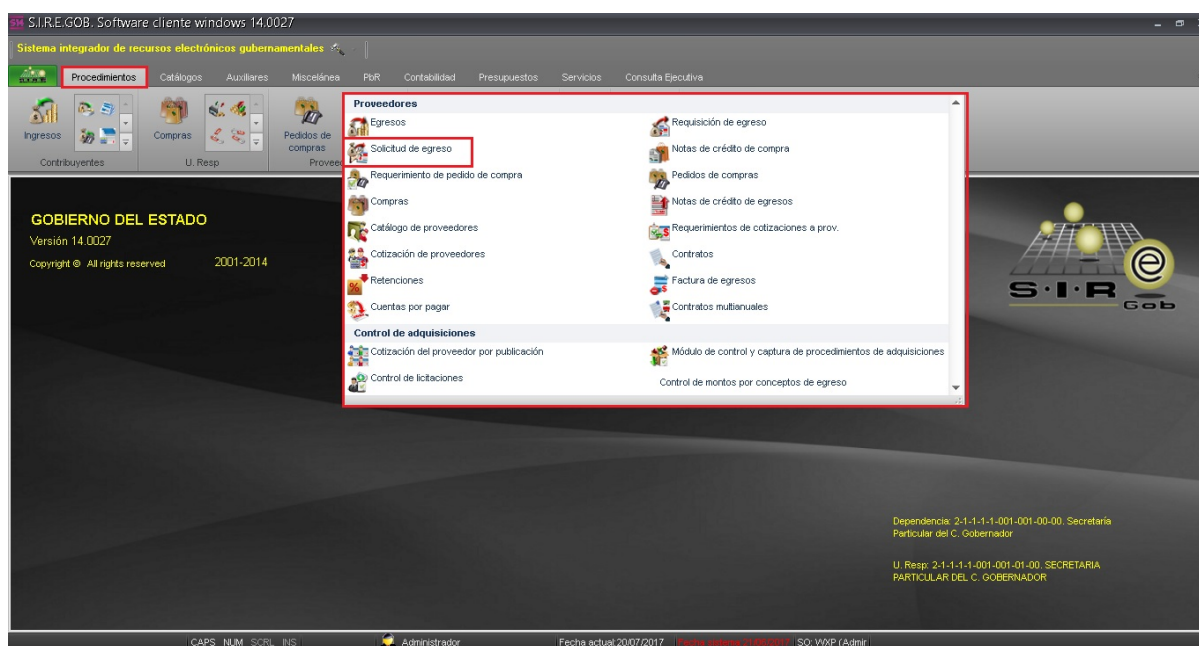 S.I.R.E.GOB. Software cliente windows 14.0027
Sistema integrador de recursos electrónicos gubernamentales
Procedimientos Catálogos Auxiliares Miscelánea PbR Contabilidad Presupuestos Servicios Consulta Ejecutiva
Ingresos Compras Pedidos de compras
Contribuyentes U. Resp Provee
Proveedores
Egresos Requisición de egreso
Solicitud de egreso Notas de crédito de compra
Requerimiento de pedido de compra Pedidos de compras
Compras Notas de crédito de egresos
Catálogo de proveedores Requerimientos de cotizaciones a prov.
Cotización de proveedores Contratos
Retenciones Factura de egresos
Cuentas por pagar Contratos multianuales
Control de adquisiciones
Cotización del proveedor por publicación Módulo de control y captura de procedimientos de adquisiciones
Control de licitaciones Control de montos por conceptos de egreso
GOBIERNO DEL ESTADO
Versión 14.0027
Copyright © All rights reserved 2001-2014
S·I·R e
Gob
Dependencia: 2-1-1-1-1-001-001-00-00. Secretaría
Particular del C. Gobernador
U. Resp: 2-1-1-1-1-001-001-01-00. SECRETARIA
PARTICULAR DEL C. GOBERNADOR
CAPS NUM SCRL INS Administrador Fecha actual:20/07/2017 SO: WXP (Admir